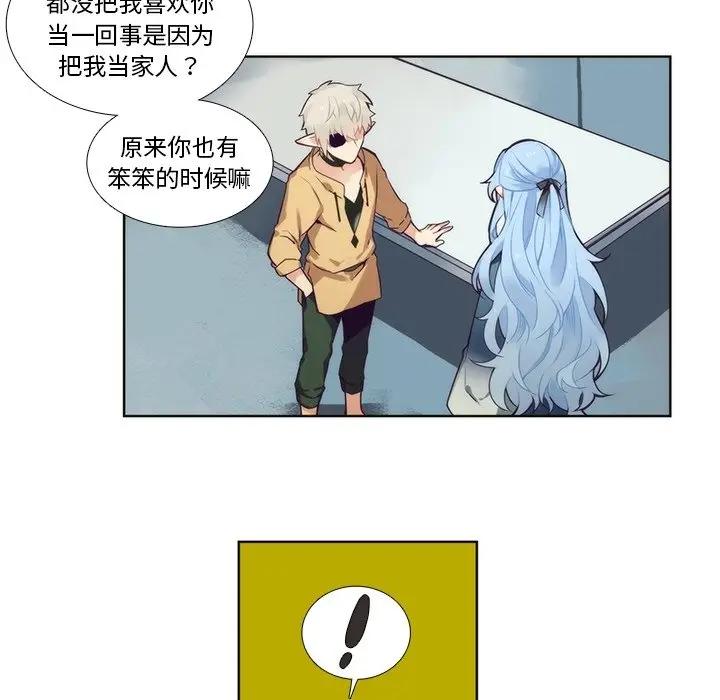 都没把我喜欢你
当一回事是因为
把我当家人？
原来你也有
笨笨的时候嘛
！